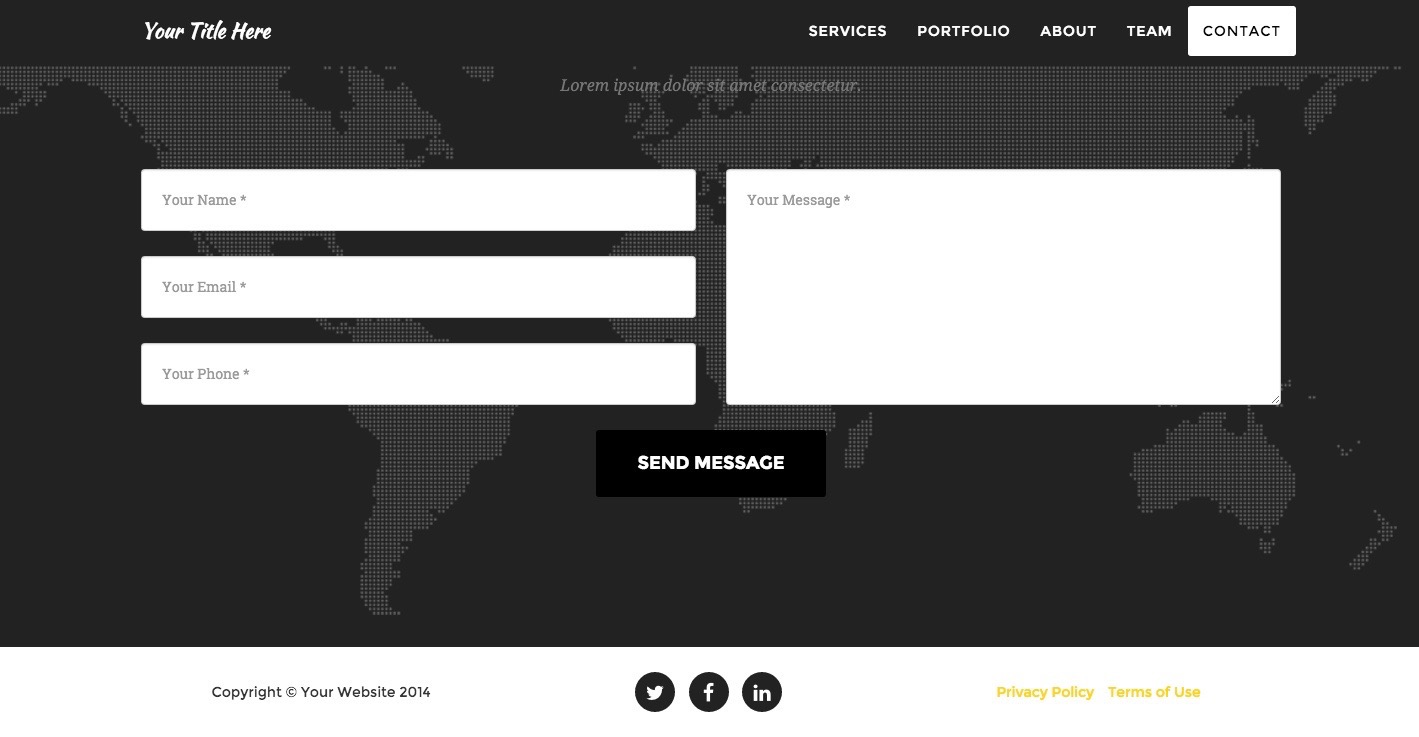 Your Title Here
SERVICES PORTFOLIO ABOUT TEAM CONTACT
Lorem ipsum dolor sit amet consectetur.
Your Name *
Your Message *
Your Email *
Your Phone *
SEND MESSAGE
Copyright © Your Website 2014
Privacy Policy Terms of Use